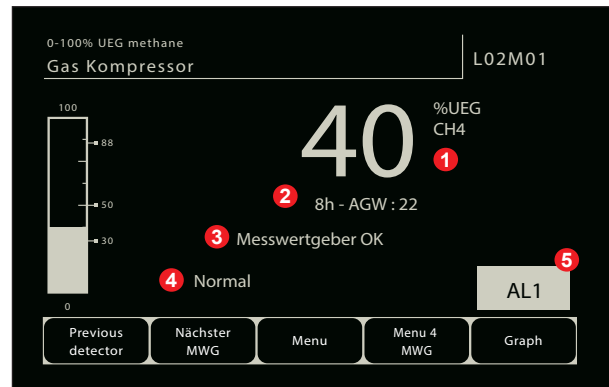 0-100% UEG methane
Gas Kompressor
L02M01
100
88
50
30
0
40
%UEG
CH4
1
2
8h - AGW : 22
3
Messwertgeber OK
4
Normal
5
AL1
Previous
detector
Nächster
MWG
Menu
Menu 4
MWG
Graph